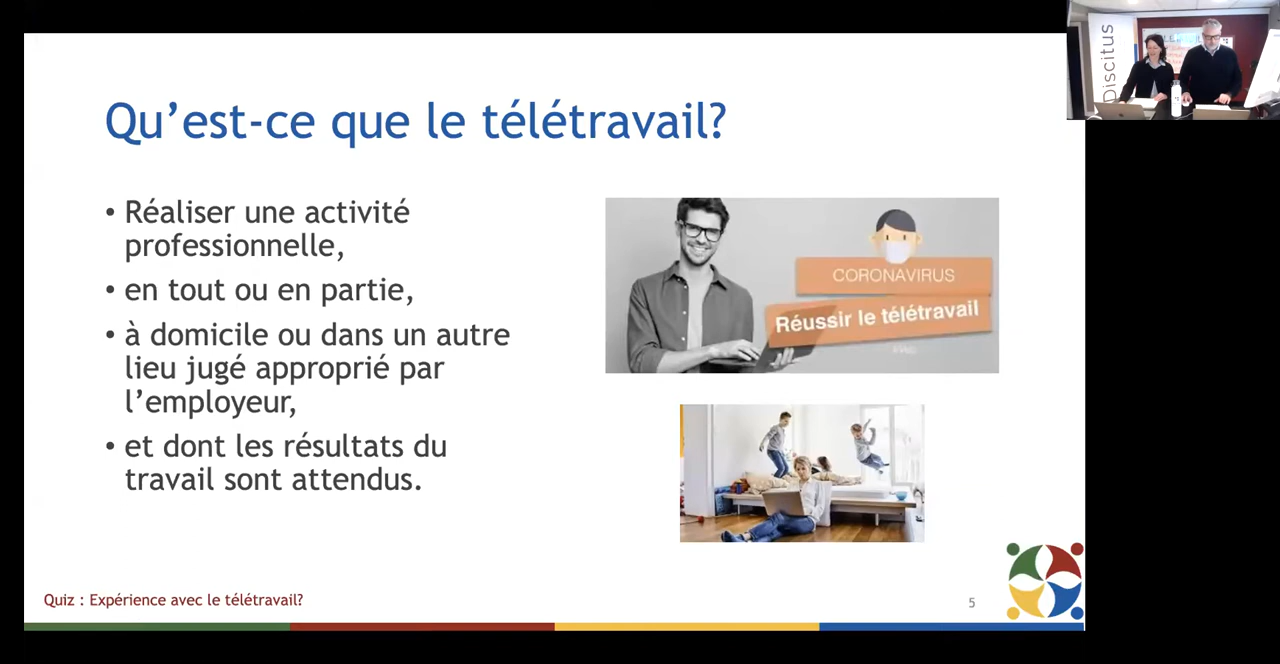 Discitus
Qu’est-ce que le télétravail?
• Réaliser une activité
professionnelle,
• en tout ou en partie,
• à domicile ou dans un autre
lieu jugé approprié par
l’employeur,
• et dont les résultats du
travail sont attendus.
CORONAVIRUS
Réussir le télétravail
Quiz : Expérience avec le télétravail?
5